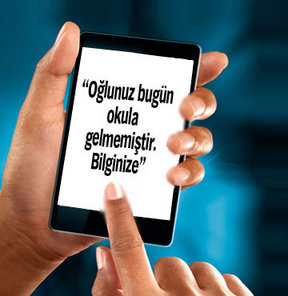 “Oğlunuz bugün
okula
gelmemiştir.
Bilginize”